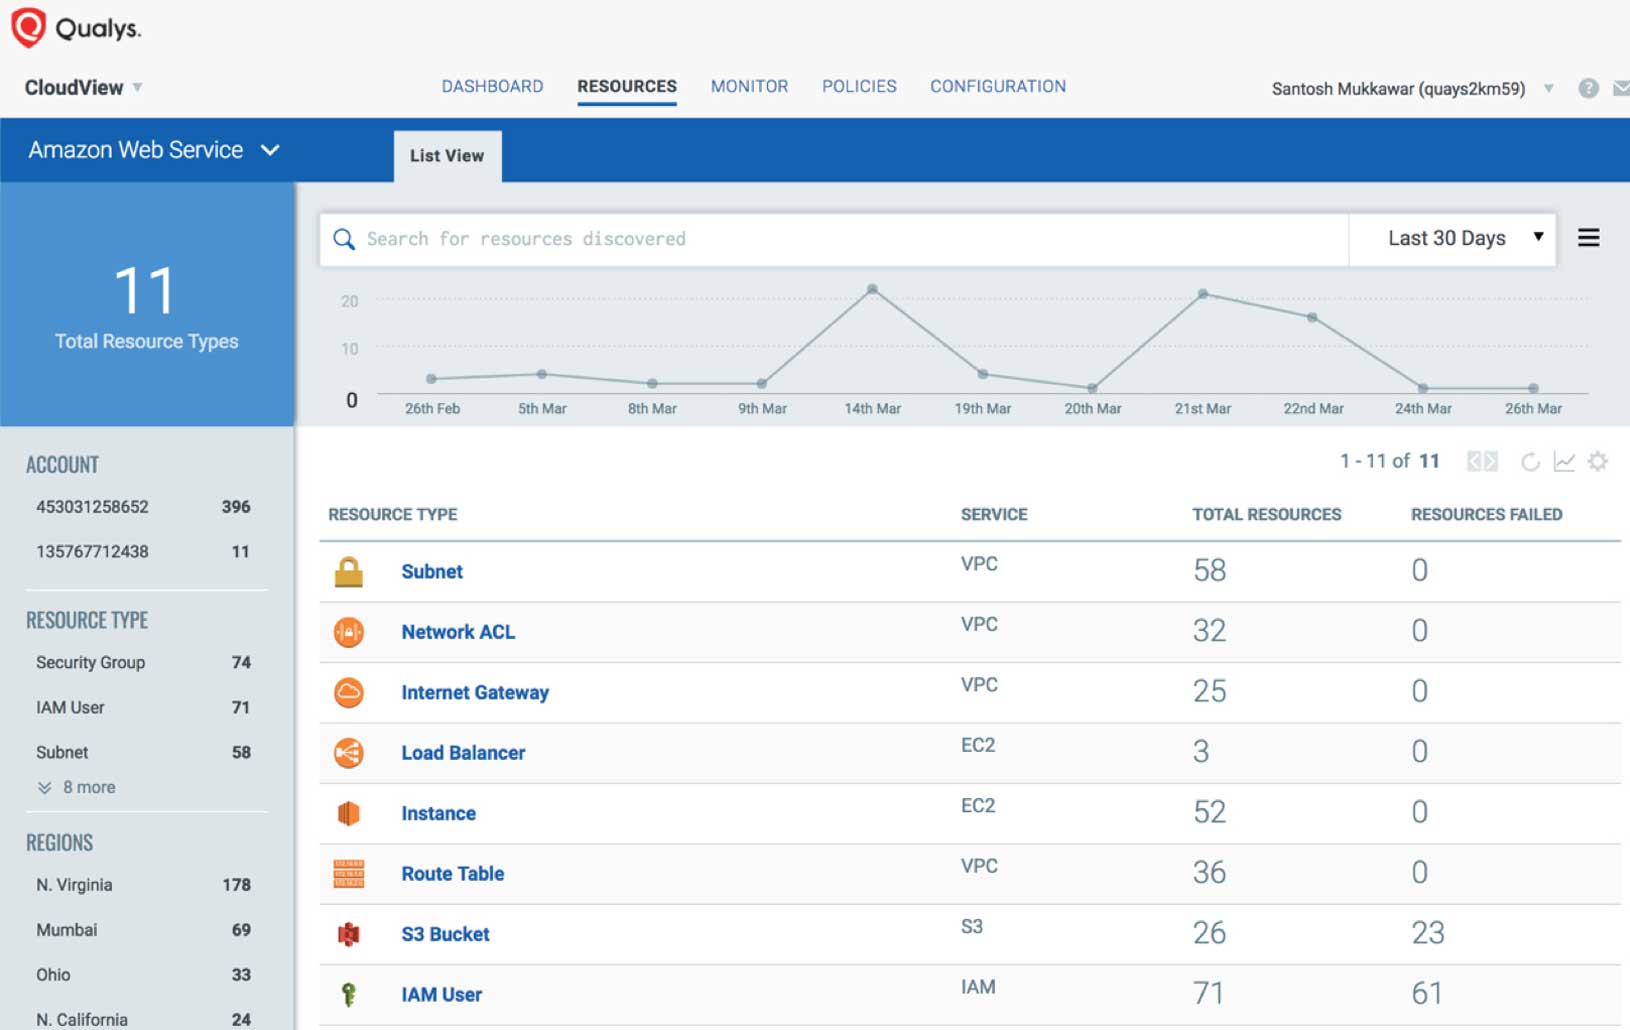 Qualys.
CloudView
DASHBOARD RESOURCES MONITOR POLICIES CONFIGURATION
Santosh Mukkawar (quays2km59) ?
Amazon Web Service
List View
11
Total Resource Types
Search for resources discovered
Last 30 Days
20
10
0
26th Feb 5th Mar 8th Mar 9th Mar 14th Mar 19th Mar 20th Mar 21st Mar 22nd Mar 24th Mar 26th Mar
ACCOUNT
453031258652 396
135767712438 11
RESOURCE TYPE
Security Group 74
IAM User 71
Subnet 58
8 more
REGIONS
N. Virginia 178
Mumbai 69
Ohio 33
N. California 24
1 - 11 of 11
RESOURCE TYPE SERVICE TOTAL RESOURCES RESOURCES FAILED
Subnet VPC 58 0
Network ACL VPC 32 0
Internet Gateway VPC 25 0
Load Balancer EC2 3 0
Instance EC2 52 0
Route Table VPC 36 0
S3 Bucket S3 26 23
IAM User IAM 71 61